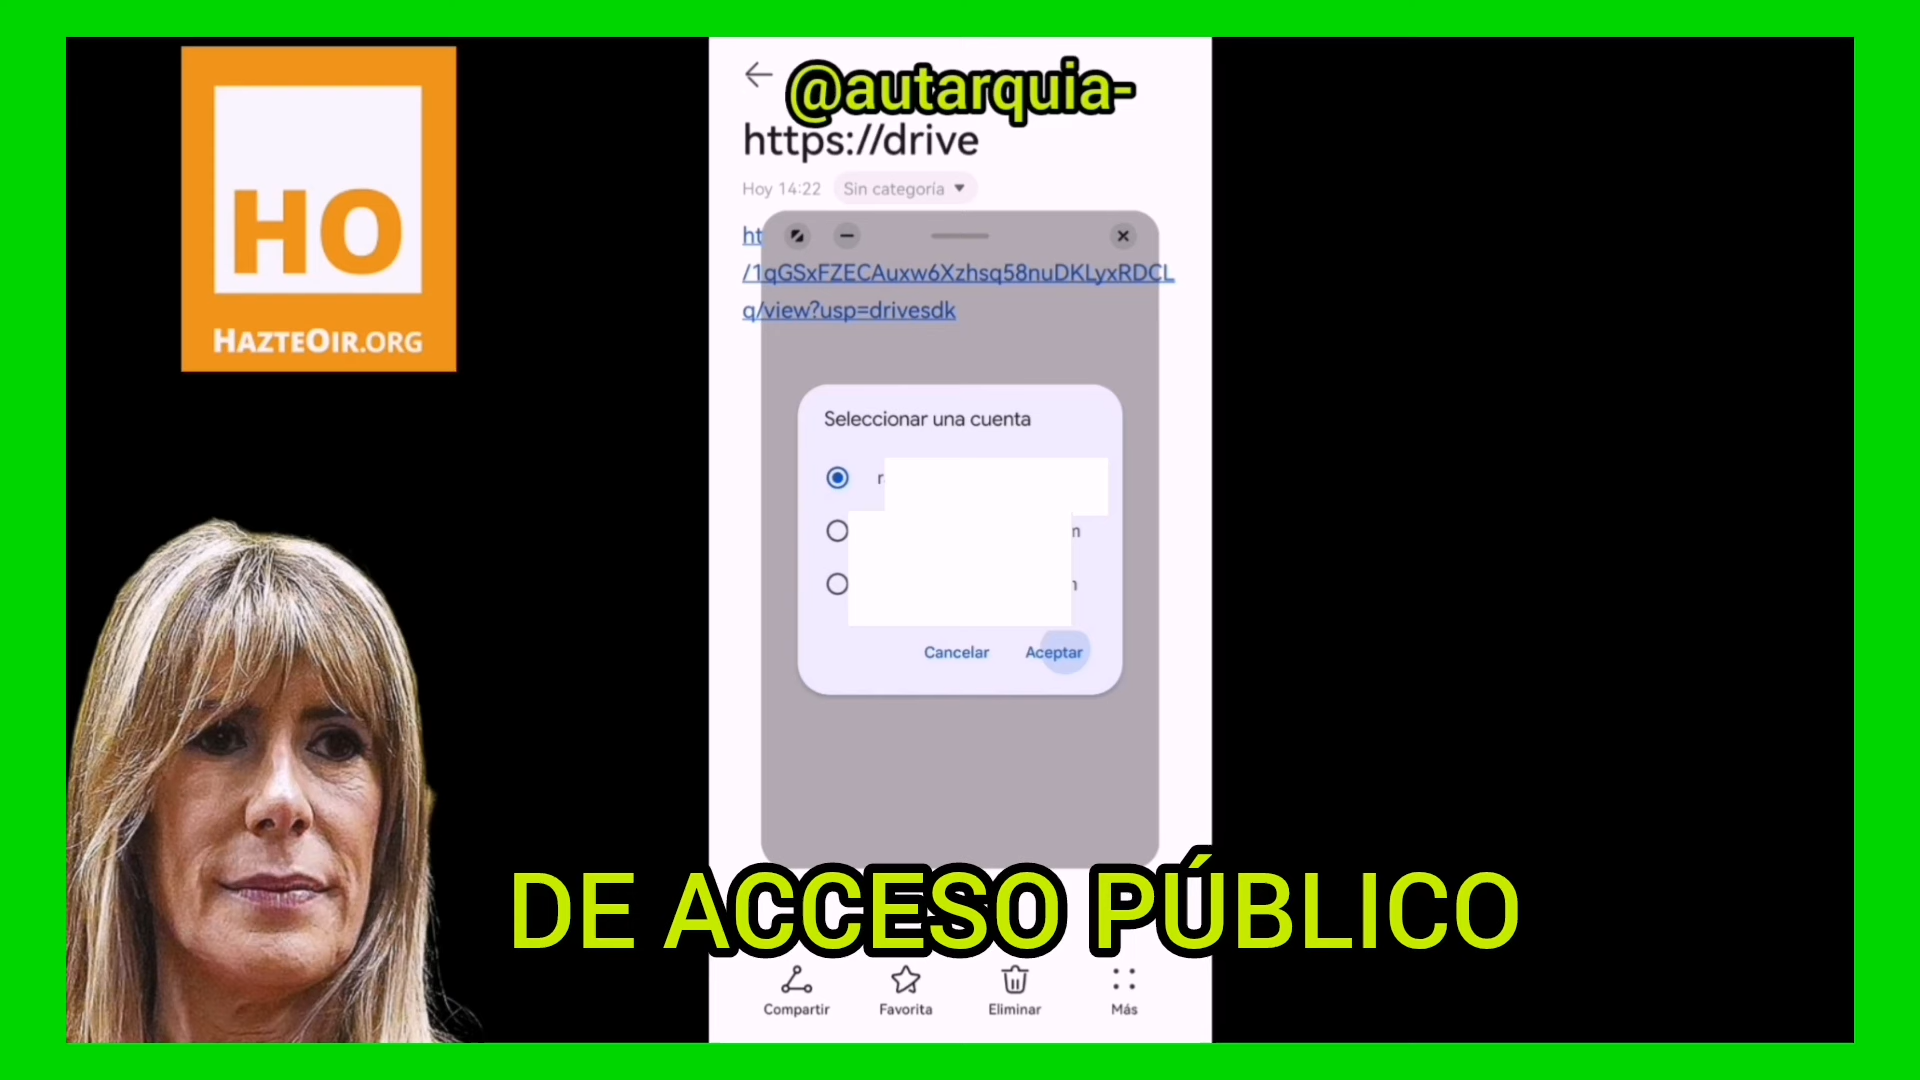 HO
HAZTEOIR.ORG
@autarquia-
https://drive
Hoy 14:22 Sin categoría
ht
/1qGSxFZECAuxw6Xzhsq58nuDKLyxRDCL
q/view?usp=drivesdk
Seleccionar una cuenta
r
m
Cancelar Aceptar
DE ACCESO PÚBLICO
Compartir Favorita Eliminar Más